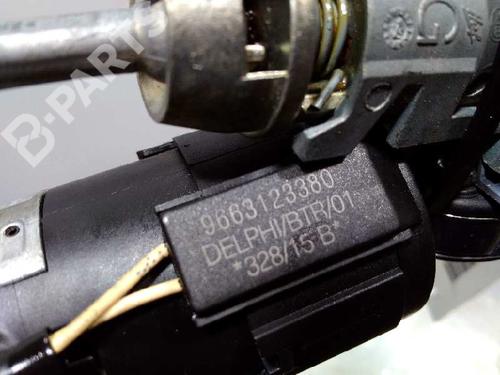 B-PARTS
G
9663123380
DELPHI/BTR/01
*328/15*B*